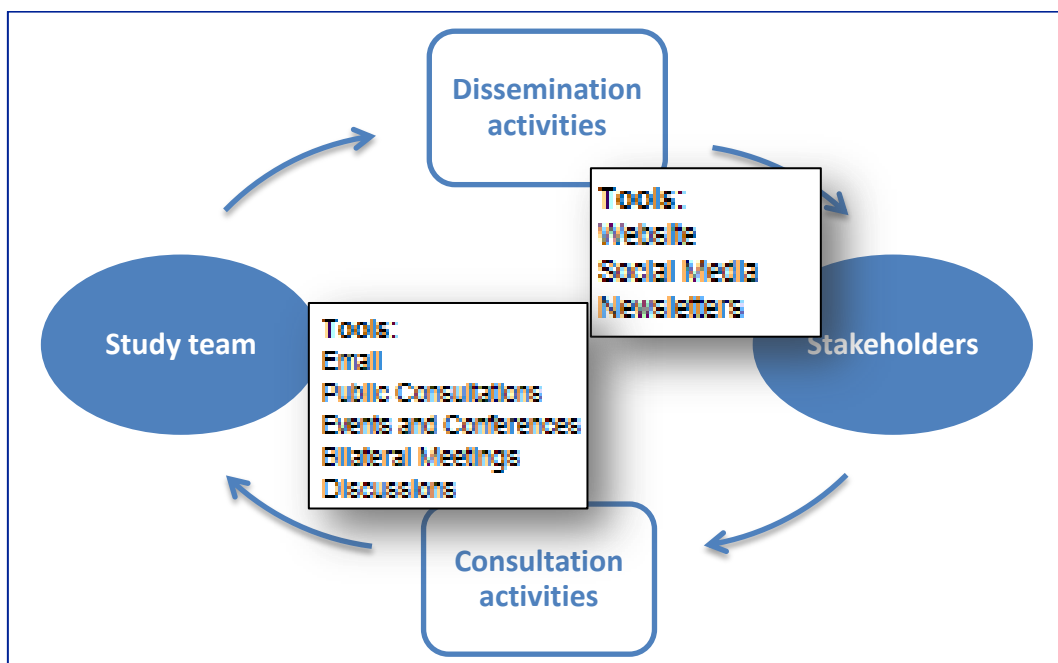 Dissemination
activities
Tools:
Website
Social Media
Newsletters
Study team
Stakeholders
Tools:
Email
Public Consultations
Events and Conferences
Bilateral Meetings
Discussions
Consultation
activities